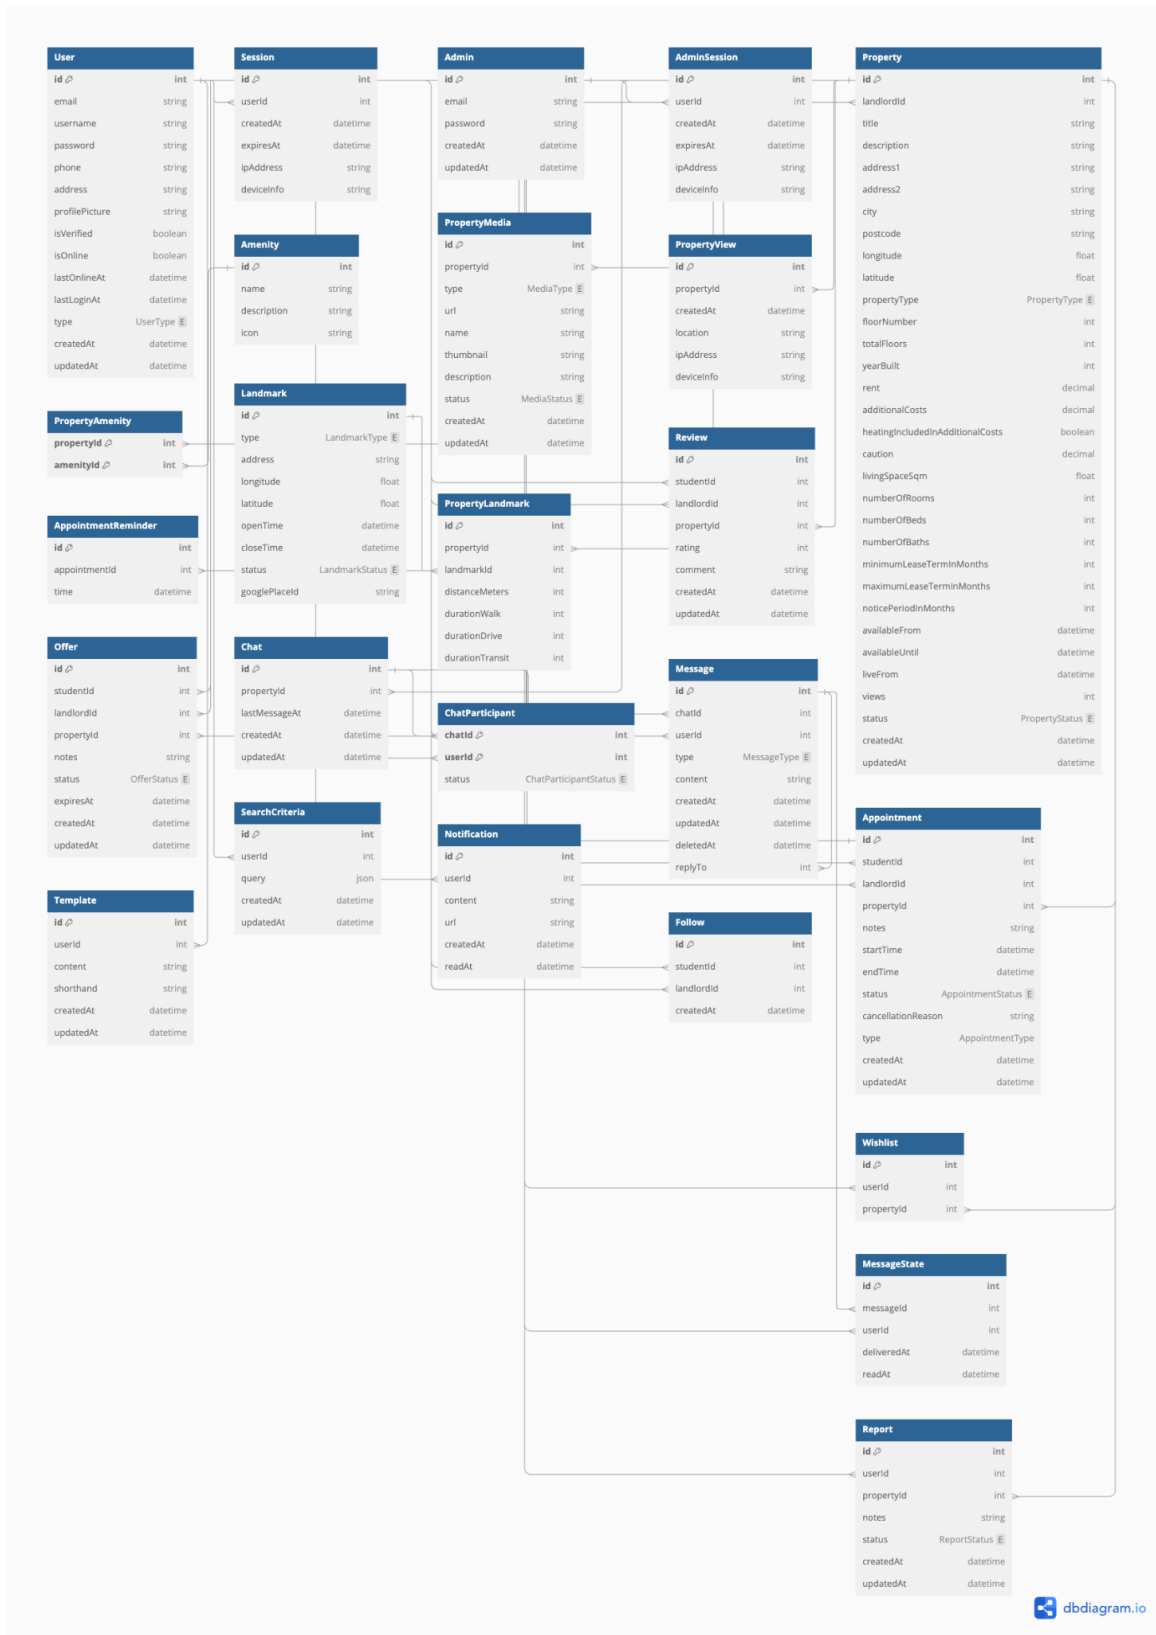 User
id int
email string
username string
password string
phone string
address string
profilePicture string
isVerified boolean
isOnline boolean
lastOnlineAt datetime
lastLoginAt datetime
type UserType E
createdAt datetime
updatedAt datetime
PropertyAmenity
propertyId int
amenityId int
AppointmentReminder
id int
appointmentId int
time datetime
Offer
id int
studentId int
landlordId int
propertyId int
notes string
status OfferStatus E
expiresAt datetime
createdAt datetime
updatedAt datetime
Template
id int
userId int
content string
shorthand string
createdAt datetime
updatedAt datetime
Session
id int
userId int
createdAt datetime
expiresAt datetime
ipAddress string
deviceInfo string
Amenity
id int
name string
description string
icon string
Landmark
id int
type LandmarkType E
address string
longitude float
latitude float
openTime datetime
closeTime datetime
status LandmarkStatus E
googlePlaceId string
Chat
id int
propertyId int
lastMessageAt datetime
createdAt datetime
updatedAt datetime
SearchCriteria
id int
userId int
query json
createdAt datetime
updatedAt datetime
Admin
id int
email string
password string
createdAt datetime
updatedAt datetime
PropertyMedia
id int
propertyId int
type MediaType E
url string
name string
thumbnail string
description string
status MediaStatus E
createdAt datetime
updatedAt datetime
PropertyLandmark
id int
propertyId int
landmarkId int
distanceMeters int
durationWalk int
durationDrive int
durationTransit int
ChatParticipant
chatId int
userId int
status ChatParticipantStatus E
Notification
id int
userId int
content string
url string
createdAt datetime
readAt datetime
AdminSession
id int
userId int
createdAt datetime
expiresAt datetime
ipAddress string
deviceInfo string
PropertyView
id int
propertyId int
createdAt datetime
location string
ipAddress string
deviceInfo string
Review
id int
studentId int
landlordId int
propertyId int
rating int
comment string
createdAt datetime
updatedAt datetime
Message
id int
chatId int
userId int
type MessageType E
content string
createdAt datetime
updatedAt datetime
deletedAt datetime
replyTo int
Follow
id int
studentId int
landlordId int
createdAt datetime
Property
id int
landlordId int
title string
description string
address1 string
address2 string
city string
postcode string
longitude float
latitude float
propertyType PropertyType E
floorNumber int
totalFloors int
yearBuilt int
rent decimal
additionalCosts decimal
heatingIncludedInAdditionalCosts boolean
caution decimal
livingSpaceSqm float
numberOfRooms int
numberOfBeds int
numberOfBaths int
minimumLeaseTermInMonths int
maximumLeaseTermInMonths int
noticePeriodInMonths int
availableFrom datetime
availableUntil datetime
liveFrom datetime
views int
status PropertyStatus E
createdAt datetime
updatedAt datetime
Appointment
id int
studentId int
landlordId int
propertyId int
notes string
startTime datetime
endTime datetime
status AppointmentStatus E
cancellationReason string
type AppointmentType
createdAt datetime
updatedAt datetime
Wishlist
id int
userId int
propertyId int
MessageState
id int
messageId int
userId int
deliveredAt datetime
readAt datetime
Report
id int
userId int
propertyId int
notes string
status ReportStatus E
createdAt datetime
updatedAt datetime
dbdiagram.io